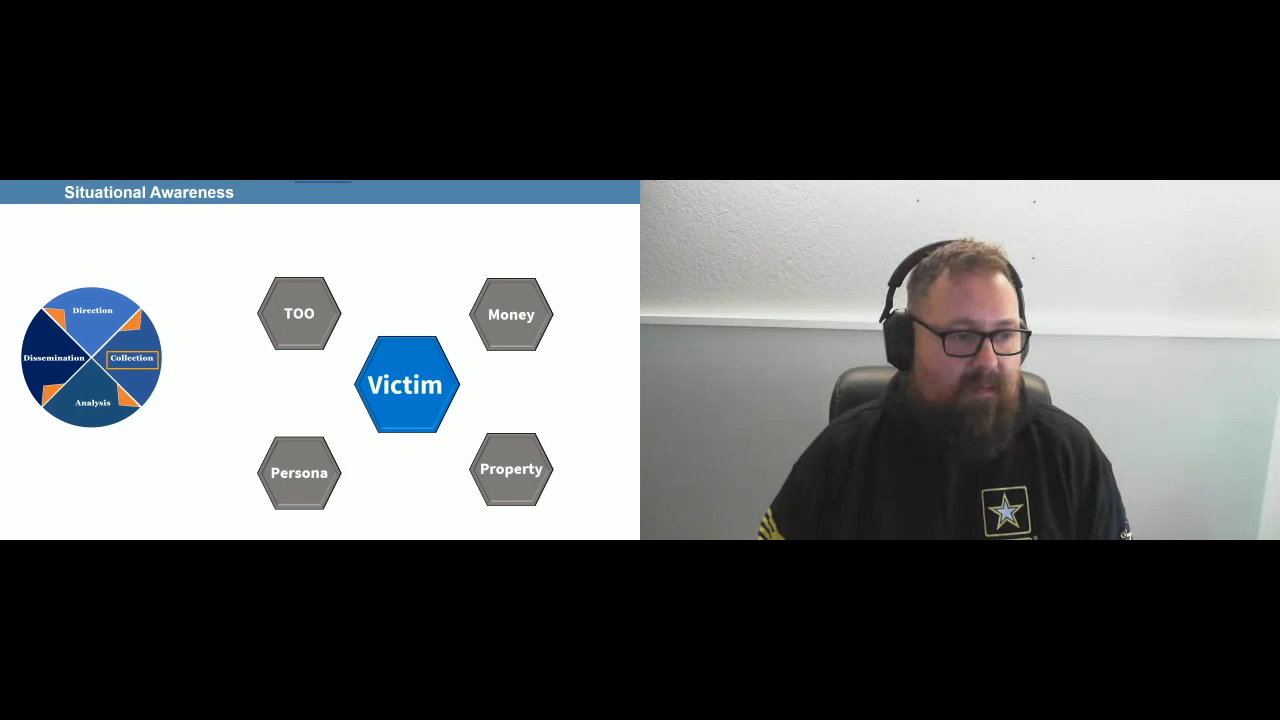 Situational Awareness
Direction
Dissemination
Collection
Analysis
TOO
Money
Victim
Persona
Property